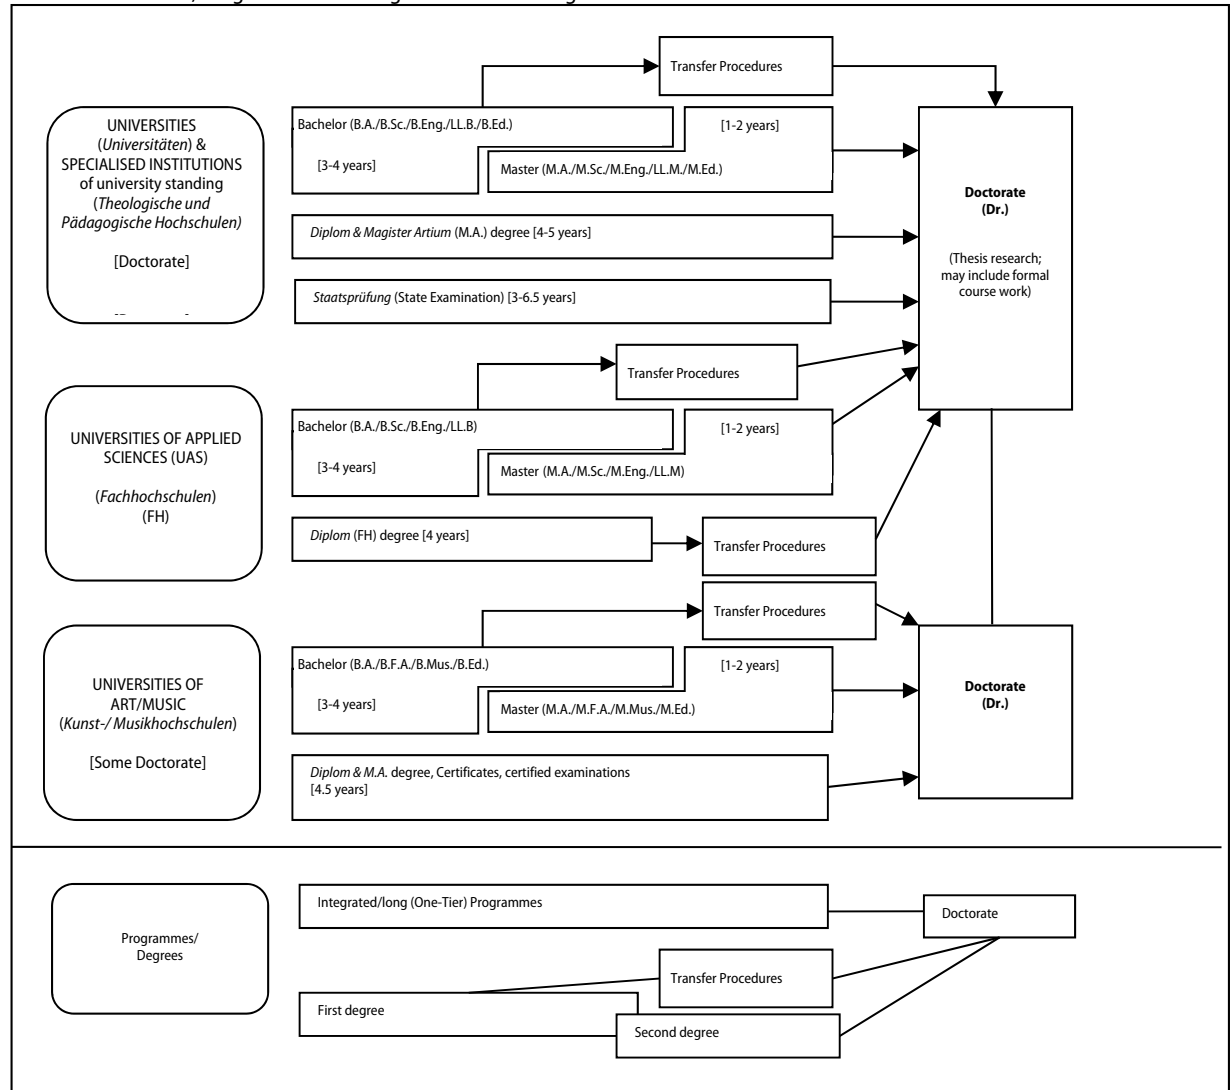 Transfer Procedures
UNIVERSITIES
(Universitäten) &
SPECIALISED INSTITUTIONS
of university standing
(Theologische und
Pädagogische Hochschulen)
[Doctorate]
Bachelor (B.A./B.Sc./B.Eng./LL.B./B.Ed.)
[3-4 years]
[1-2 years]
Master (M.A./M.Sc./M.Eng./LL.M./M.Ed.)
Diplom & Magister Artium (M.A.) degree [4-5 years]
Staatsprüfung (State Examination) [3-6.5 years]
Doctorate
(Dr.)
(Thesis research;
may include formal
course work)
Transfer Procedures
UNIVERSITIES OF APPLIED
SCIENCES (UAS)
(Fachhochschulen)
(FH)
Bachelor (B.A./B.Sc./B.Eng./LL.B)
[3-4 years]
[1-2 years]
Master (M.A./M.Sc./M.Eng./LL.M)
Diplom (FH) degree [4 years]
Transfer Procedures
Transfer Procedures
UNIVERSITIES OF
ART/MUSIC
(Kunst-/ Musikhochschulen)
[Some Doctorate]
Bachelor (B.A./B.F.A./B.Mus./B.Ed.)
[3-4 years]
[1-2 years]
Master (M.A./M.F.A./M.Mus./M.Ed.)
Diplom & M.A. degree, Certificates, certified examinations
[4.5 years]
Doctorate
(Dr.)
Programmes/
Degrees
Integrated/long (One-Tier) Programmes
Doctorate
Transfer Procedures
First degree
Second degree